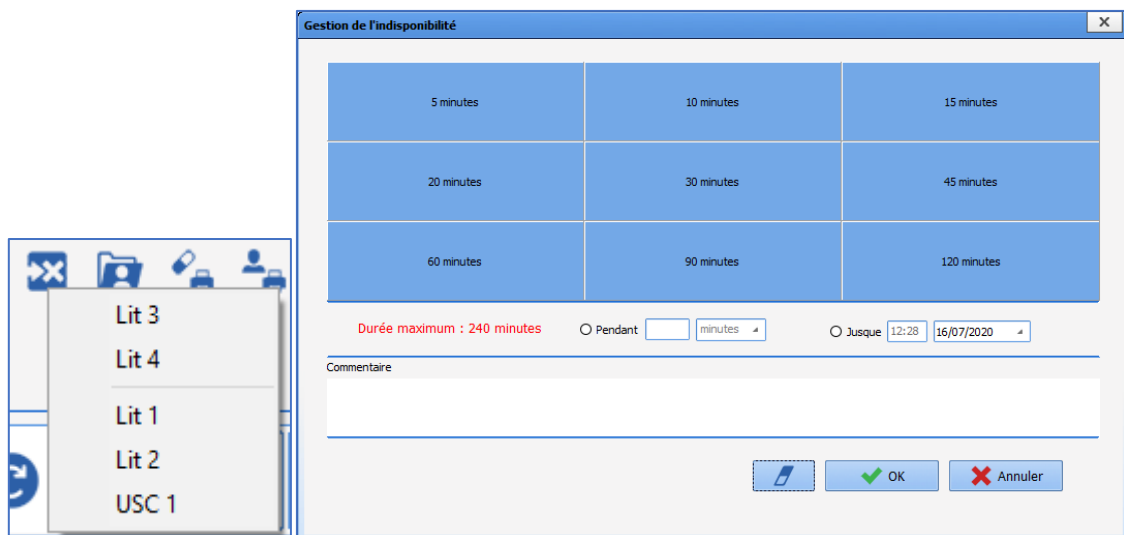 Lit 3
Lit 4
Lit 1
Lit 2
USC 1
Gestion de l'indisponibilité
5 minutes 10 minutes 15 minutes
20 minutes 30 minutes 45 minutes
60 minutes 90 minutes 120 minutes
Durée maximum : 240 minutes Pendant minutes Jusque 12:28 16/07/2020
Commentaire
OK Annuler